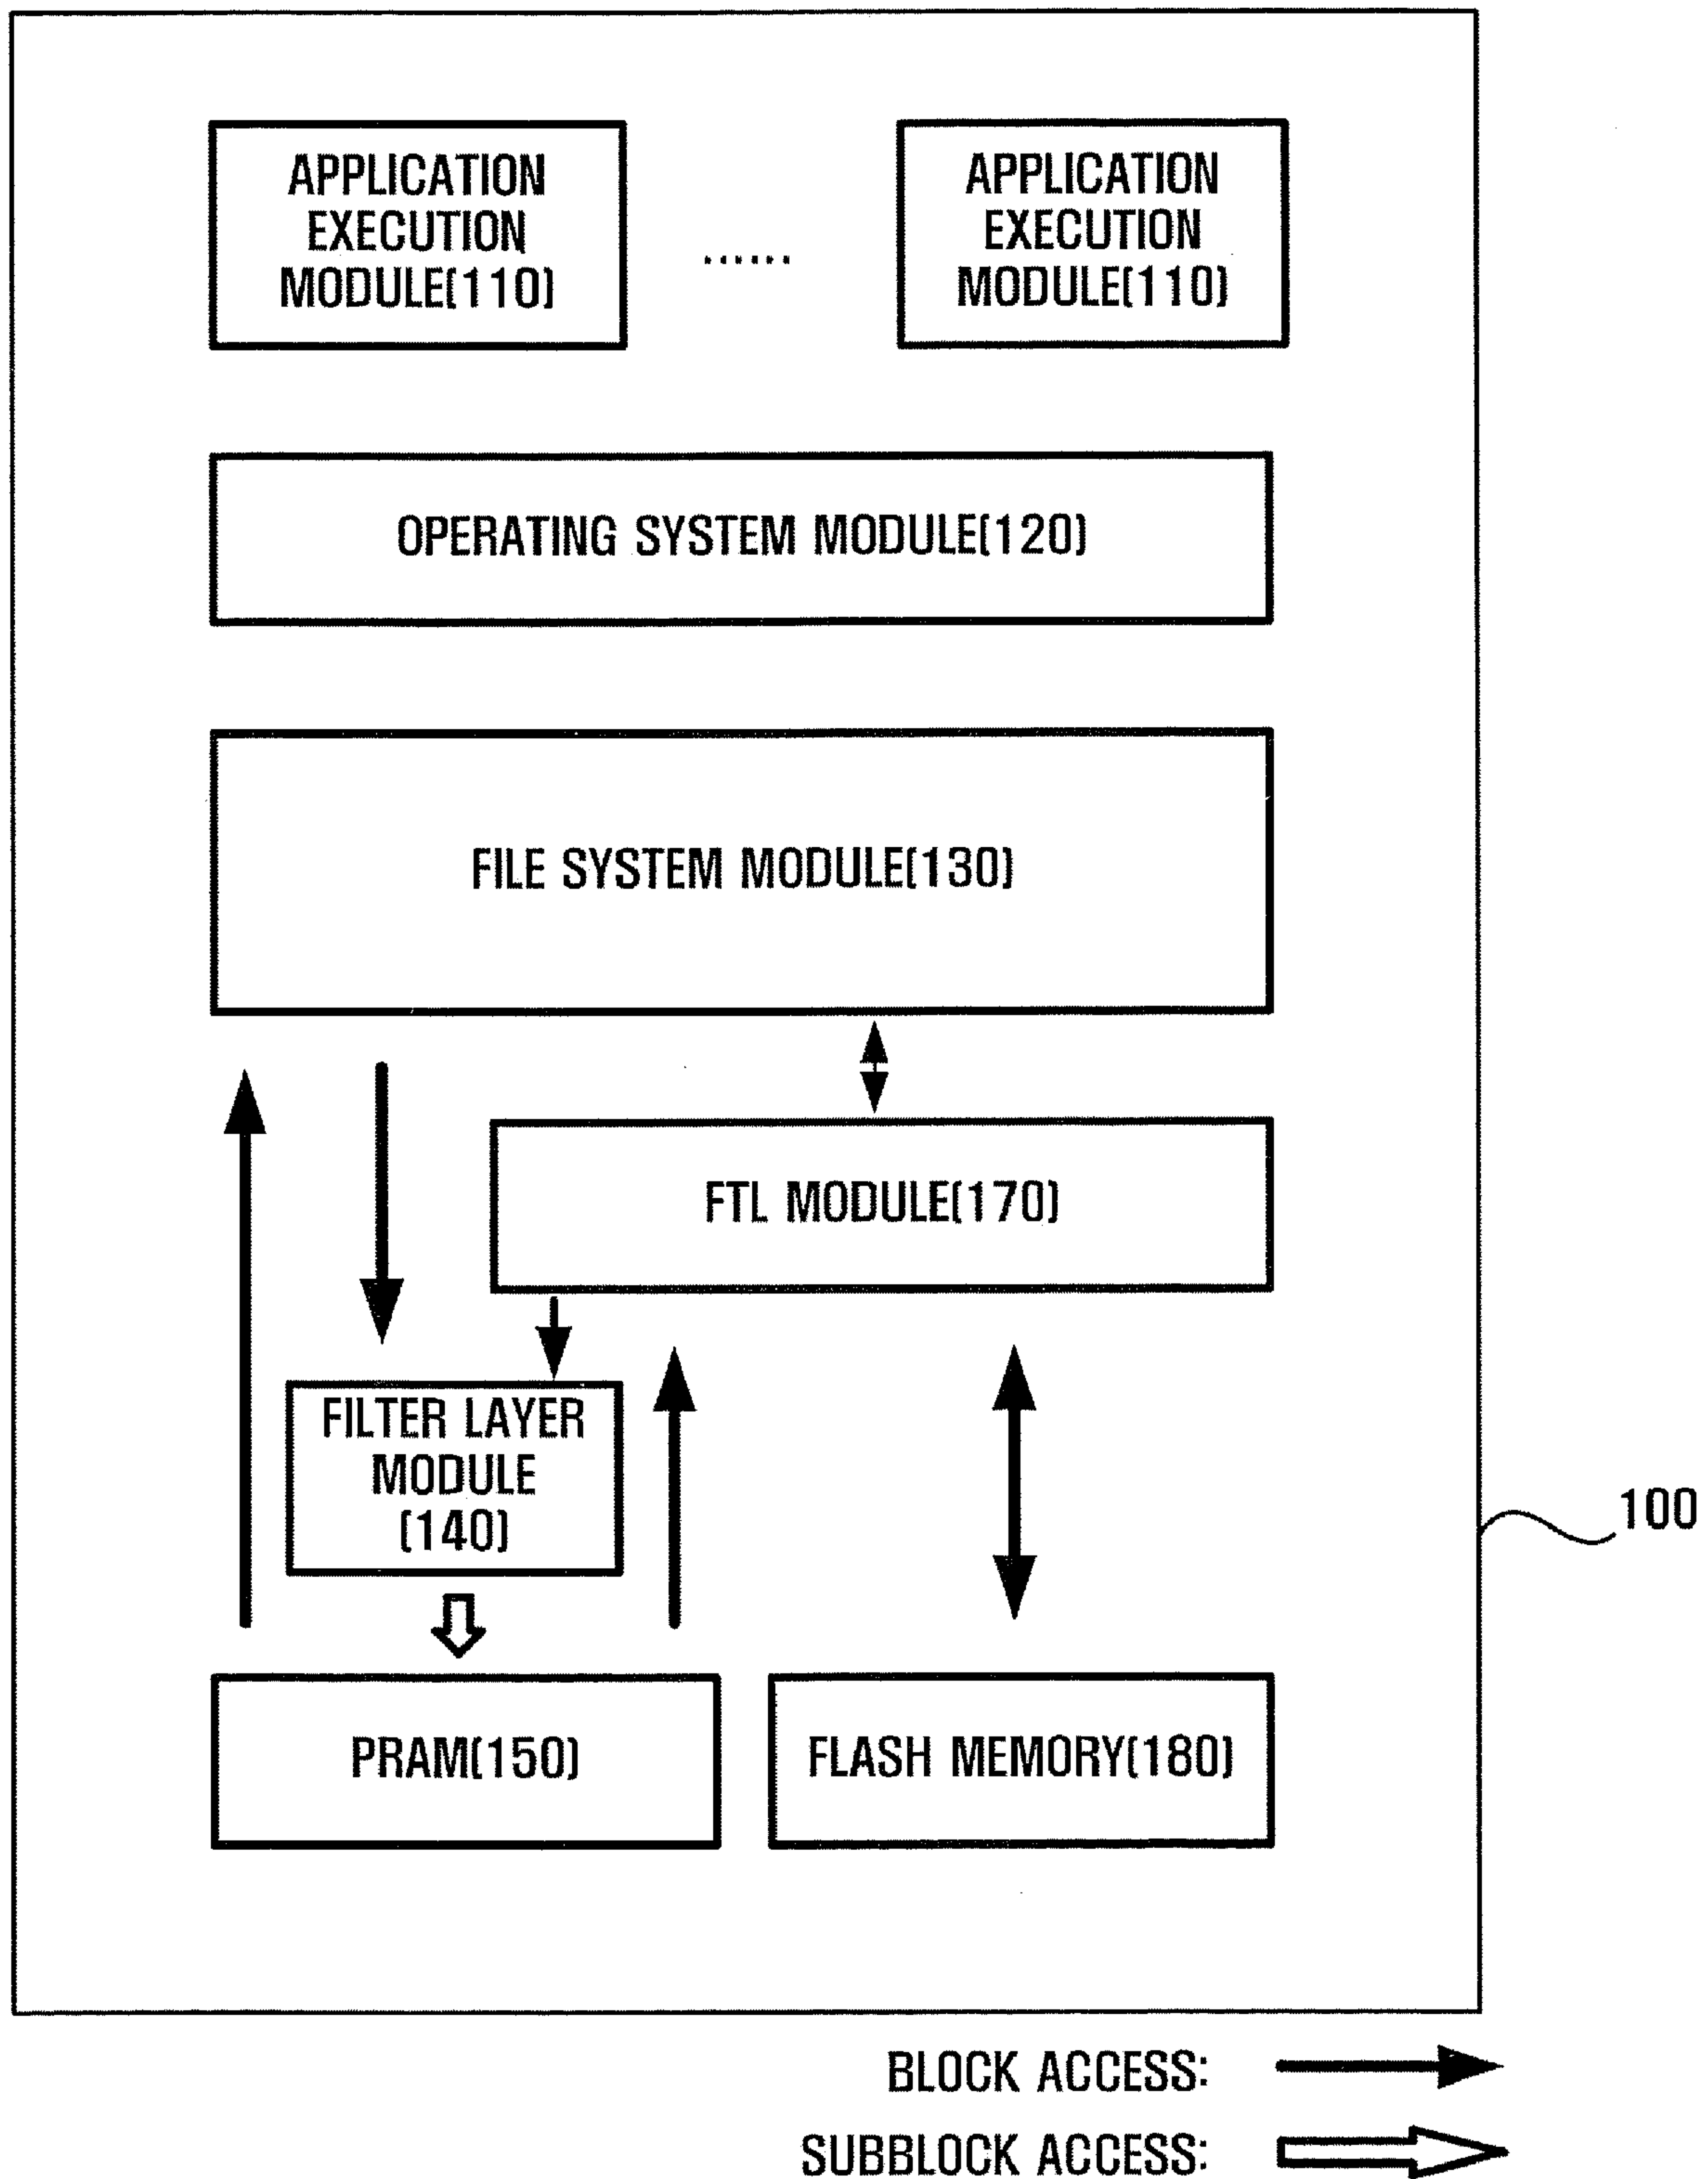 APPLICATION
EXECUTION
MODULE(110)
......
APPLICATION
EXECUTION
MODULE(110)
OPERATING SYSTEM MODULE(120)
FILE SYSTEM MODULE(130)
FTL MODULE(170)
FILTER LAYER
MODULE
(140)
100
PRAM(150)
FLASH MEMORY(180)
BLOCK ACCESS:
SUBBLOCK ACCESS: